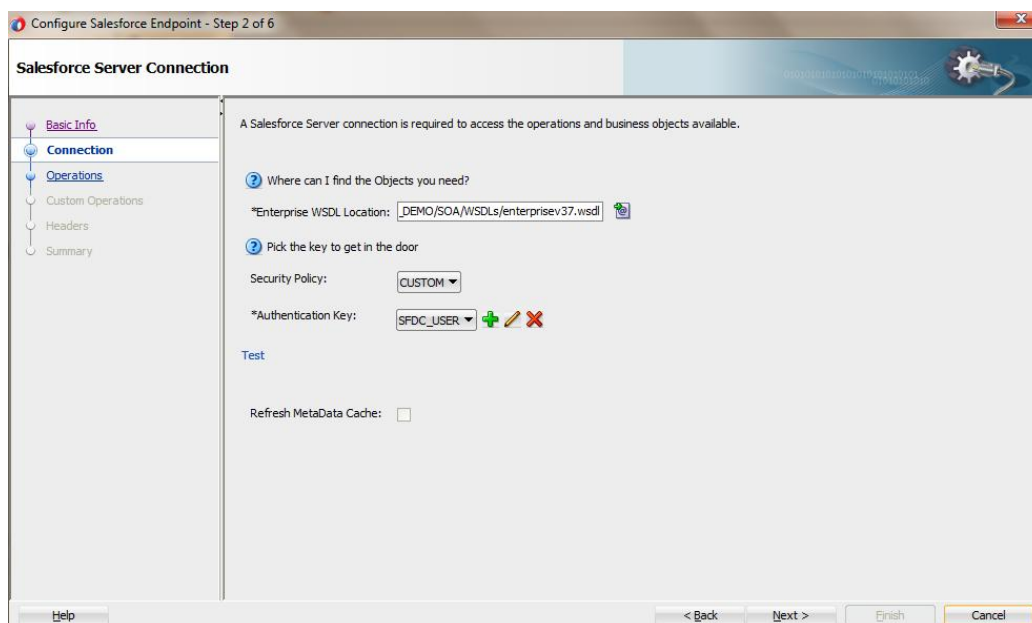 Configure Salesforce Endpoint - Step 2 of 6
Salesforce Server Connection
Basic Info
Connection
Operations
Custom Operations
Headers
Summary
A Salesforce Server connection is required to access the operations and business objects available.
Where can I find the Objects you need?
*Enterprise WSDL Location: _DEMO/SOA/WSDLs/enterprisev37.wsdl
Pick the key to get in the door
Security Policy: CUSTOM
*Authentication Key: SFDC_USER
Test
Refresh MetaData Cache:
Help
< Back
Next >
Finish
Cancel